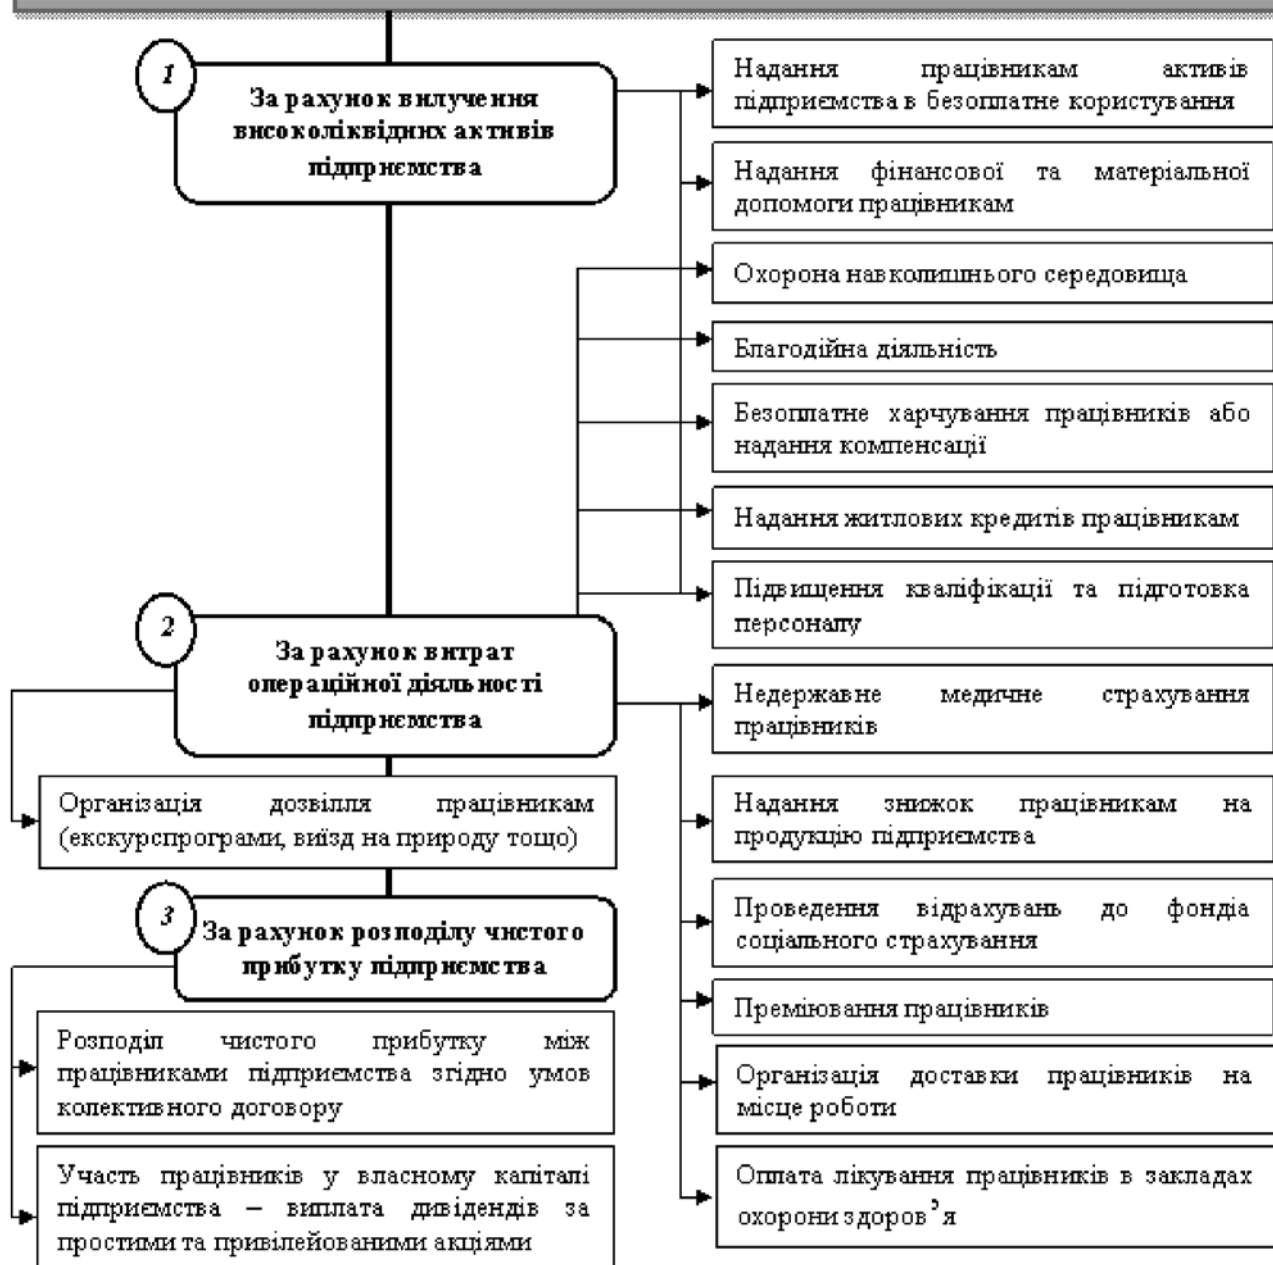 1
За рахунок вилучення
високоліквідних активів
підприємства
Надання працівникам активів
підприємства в безоплатне користування
Надання фінансової та матеріальної
допомоги працівникам
Охорона навколишнього середовища
Благодійна діяльність
Безоплатне харчування працівників або
надання компенсації
Надання житлових кредитів працівникам
Підвищення кваліфікації та підготовка
персоналу
2
За рахунок витрат
операційної діяльності
підприємства
Недержавне медичне страхування
працівників
Надання знижок працівникам на
продукцію підприємства
Проведення відрахувань до фондіа
соціального страхування
Преміювання працівників
Організація доставки працівників на
місце роботи
Оплата лікування працівників в закладах
охорони здоров’я
Організація дозвілля працівникам
(екскурспрограми, виїзд на природу тощо)
3
За рахунок розподілу чистого
прибутку підприємства
Розподіл чистого прибутку між
працівниками підприємства згідно умов
колективного договору
Участь працівників у власному капіталі
підприємства – виплата дивідендів за
простими та привілейованими акціями